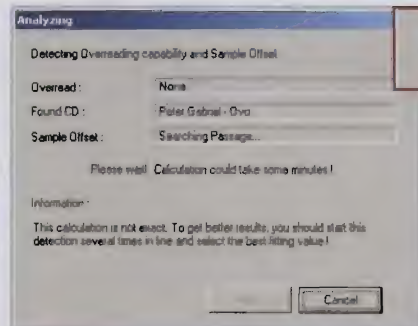 Analyzing
Detecting Overreading capability and Sample Offset
Overread : None
Found CD : Peter Gabriel - Ovo
Sample Offset : Searching Passage...
Please wait! Calculation could take some minutes !
Information :
This calculation is not exact. To get better results, you should start this
detection several times in line and select the best fitting value !
Cancel